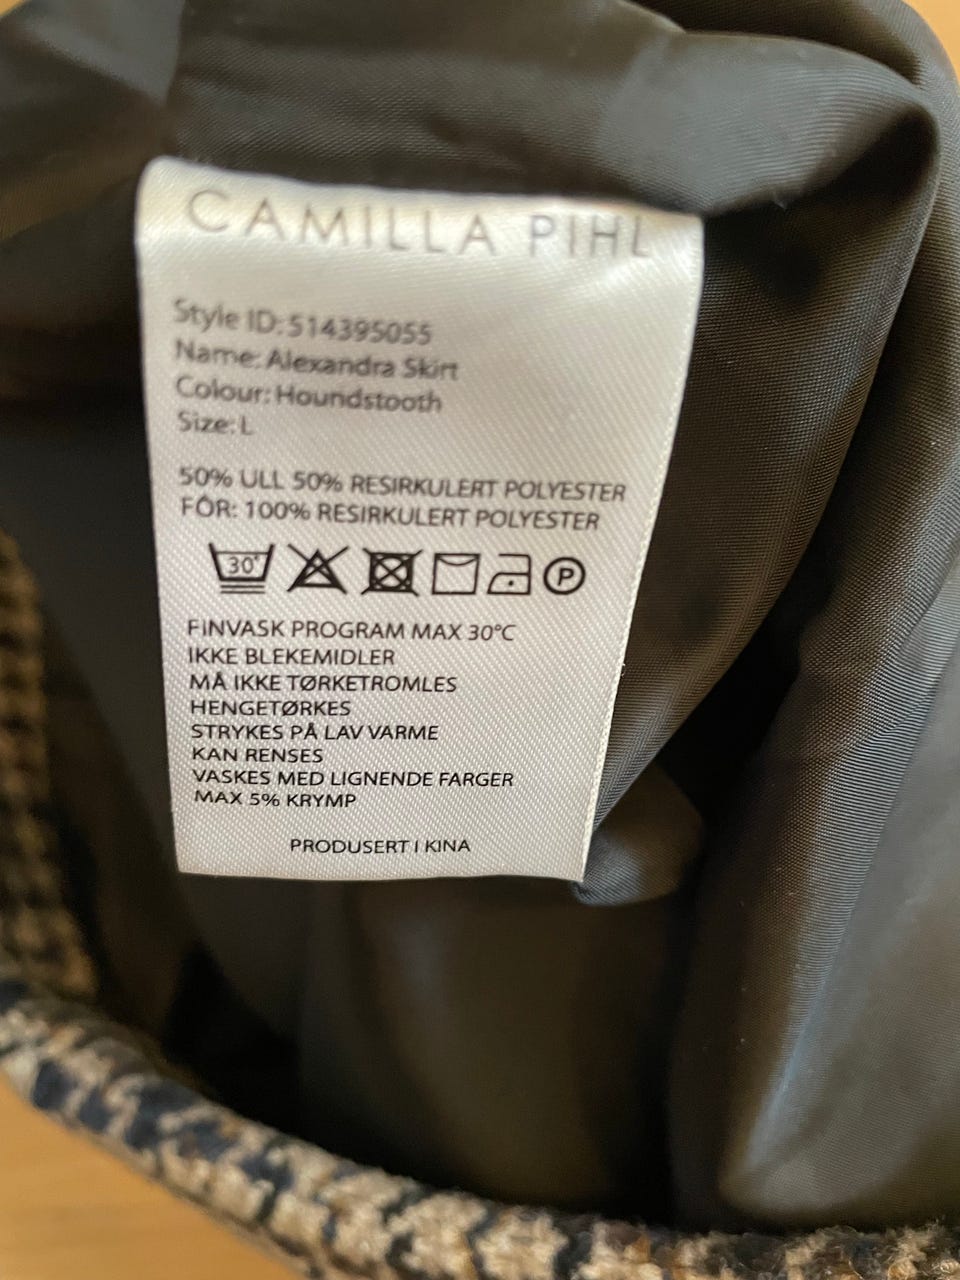 CAMILLA PIHL
Style ID: 514395055
Name: Alexandra Skirt
Colour: Houndstooth
Size: L
50% ULL 50% RESIRKULERT POLYESTER
FÔR: 100% RESIRKULERT POLYESTER
30° P
FINVASK PROGRAM MAX 30°C
IKKE BLEKEMIDLER
MÅ IKKE TØRKETROMLES
HENGETØRKES
STRYKES PÅ LAV VARME
KAN RENSES
VASKES MED LIGNENDE FARGER
MAX 5% KRYMP
PRODUSERT I KINA